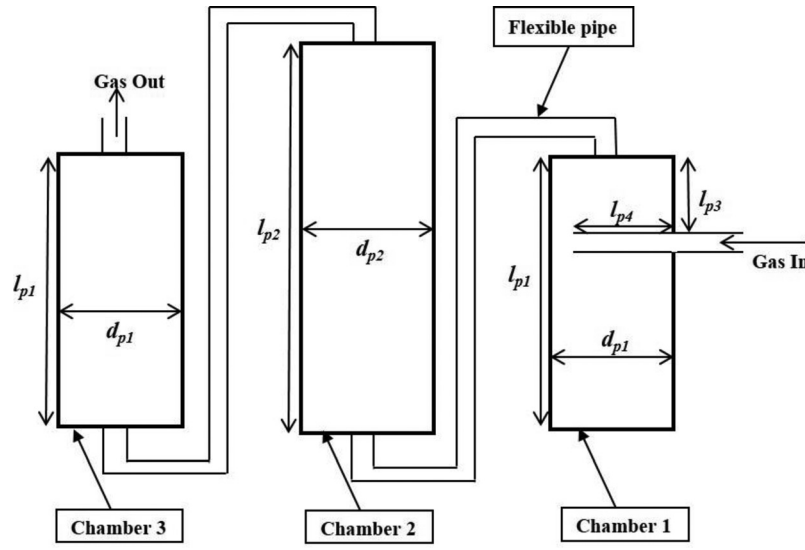 Flexible pipe
Gas Out
l_p4
l_p3
l_p2
d_p2
Gas In
l_p1
l_p1
d_p1
d_p1
Chamber 3
Chamber 2
Chamber 1